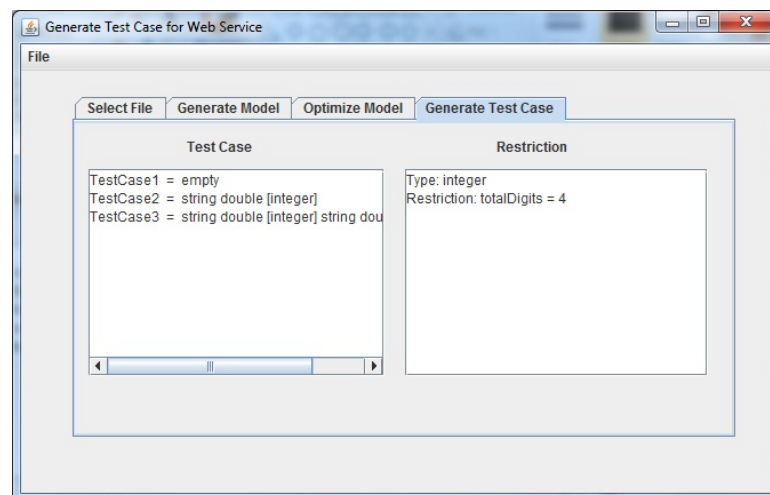 Generate Test Case for Web Service
File
Select File Generate Model Optimize Model Generate Test Case
Test Case Restriction
TestCase1 = empty
TestCase2 = string double [integer]
TestCase3 = string double [integer] string dou
Type: integer
Restriction: totalDigits = 4